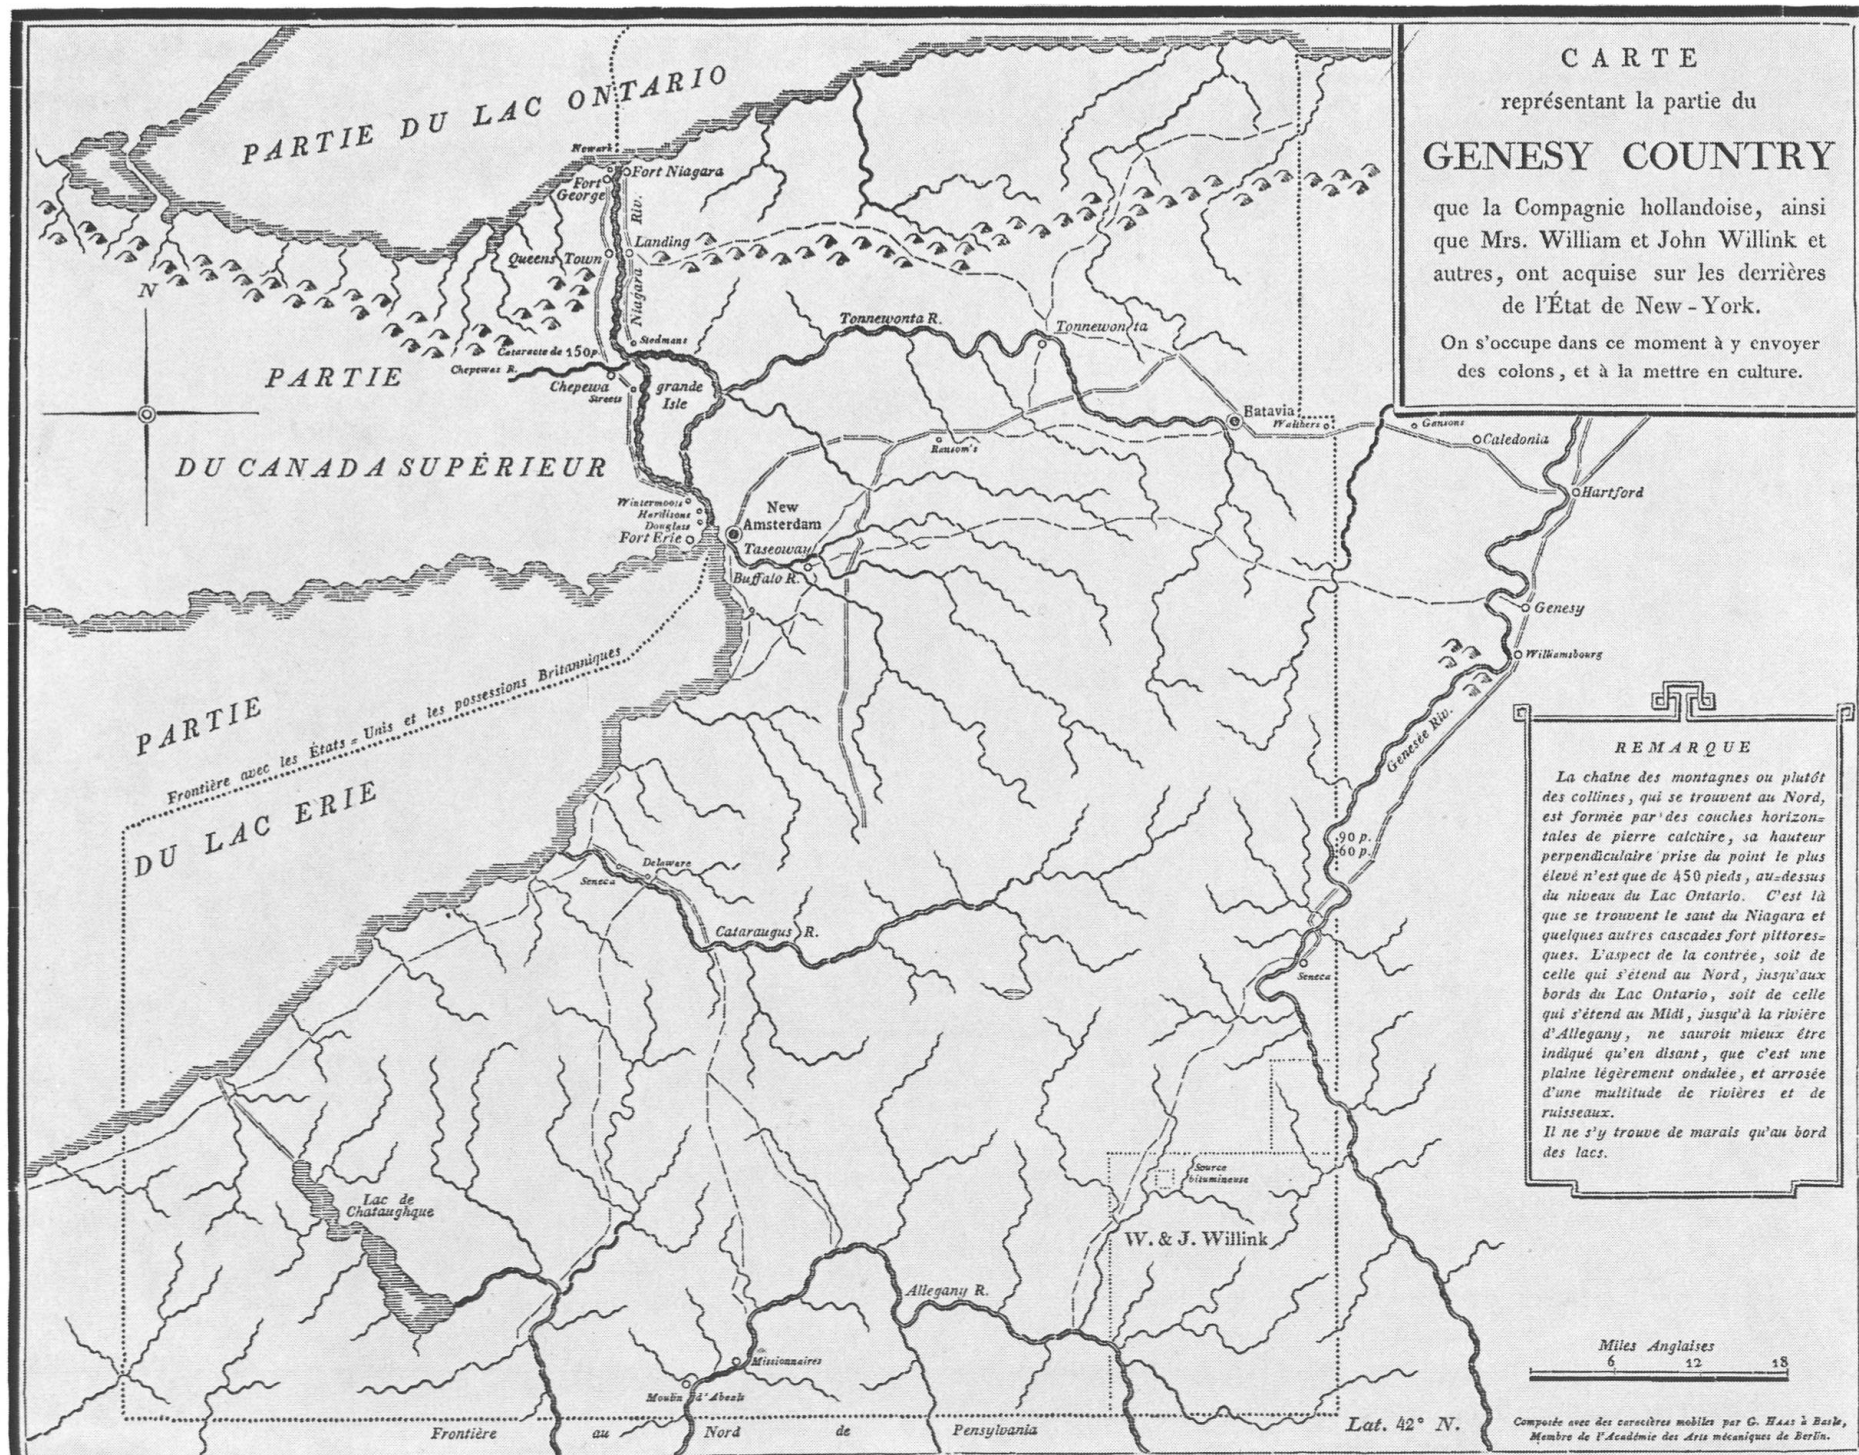 CARTE
représentant la partie du
GENESY COUNTRY
que la Compagnie hollandoise, ainsi
que Mrs. William et John Willink et
autres, ont acquise sur les derrières
de l'État de New-York.
On s'occupe dans ce moment à y envoyer
des colons, et à la mettre en culture.
PARTIE DU LAC ONTARIO
Newark
Fort Niagara
Fort
George
Riv.
Landing
Queens Town
Niagara
N
Stedmans
Cataracte de 150 p.
Chepewas R.
Chepewa
Streets
grande
Isle
Tonnewonta R.
Tonnewonta
PARTIE
DU CANADA SUPÉRIEUR
Batavia
Walthers
Gansons
Caledonia
Ransom's
Hartford
Wintermoots
Hardisons
Douglass
Fort Erie
New
Amsterdam
Taseoway
Buffalo R.
Genesy
Williamsbourg
Genesée Riv.
PARTIE
Frontière avec les États=Unis et les possessions Britanniques
DU LAC ERIE
90 p.
60 p.
Delaware
Seneca
Cataraugus R.
Seneca
REMARQUE
La chaîne des montagnes ou plutôt
des collines, qui se trouvent au Nord,
est formée par des couches horizon=
tales de pierre calcaire, sa hauteur
perpendiculaire prise du point le plus
élevé n'est que de 450 pieds, au=dessus
du niveau du Lac Ontario. C'est là
que se trouvent le saut du Niagara et
quelques autres cascades fort pittores=
ques. L'aspect de la contrée, soit de
celle qui s'étend au Nord, jusqu'aux
bords du Lac Ontario, soit de celle
qui s'étend au Midi, jusqu'à la rivière
d'Allegany, ne sauroit mieux être
indiqué qu'en disant, que c'est une
plaine légèrement ondulée, et arrosée
d'une multitude de rivières et de
ruisseaux.
Il ne s'y trouve de marais qu'au bord
des lacs.
Source
bitumineuse
Lac de
Chataughque
W. & J. Willink
Allegany R.
Missionnaires
Moulin d'Abeels
Miles Anglaises
6 12 18
Frontière au Nord de Pensylvania
Lat. 42° N.
Composée avec des caractères mobiles par G. HAAS à Basle,
Membre de l'Académie des Arts mécaniques de Berlin.